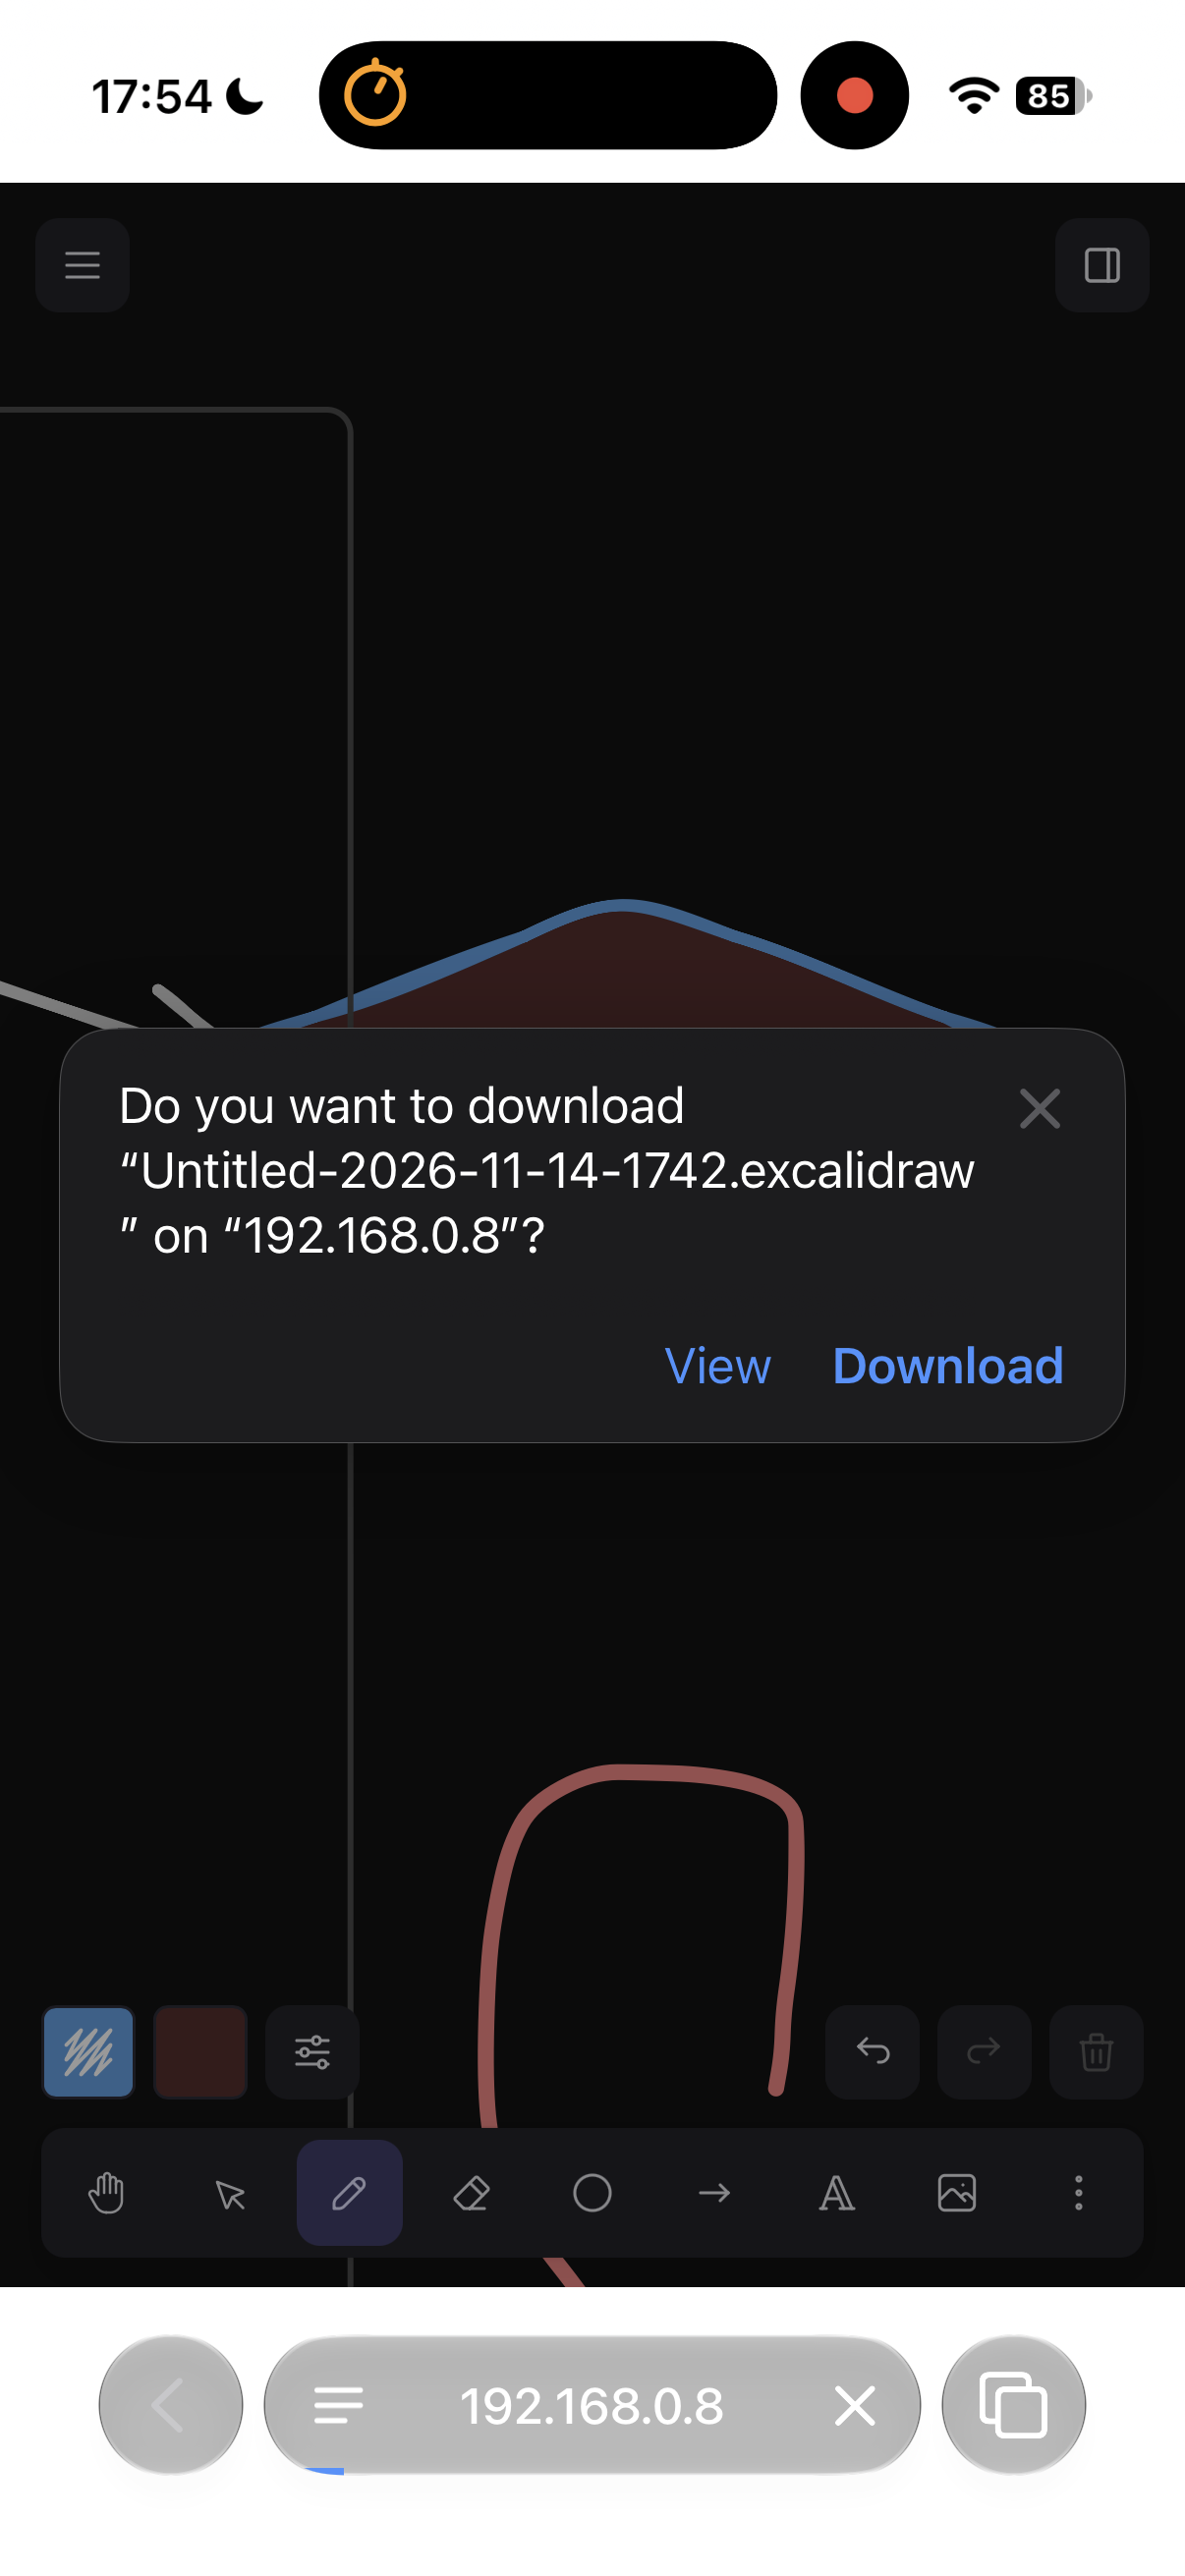 17:54
85
Do you want to download
“Untitled-2026-11-14-1742.excalidraw
” on “192.168.0.8”?
View Download
A
192.168.0.8